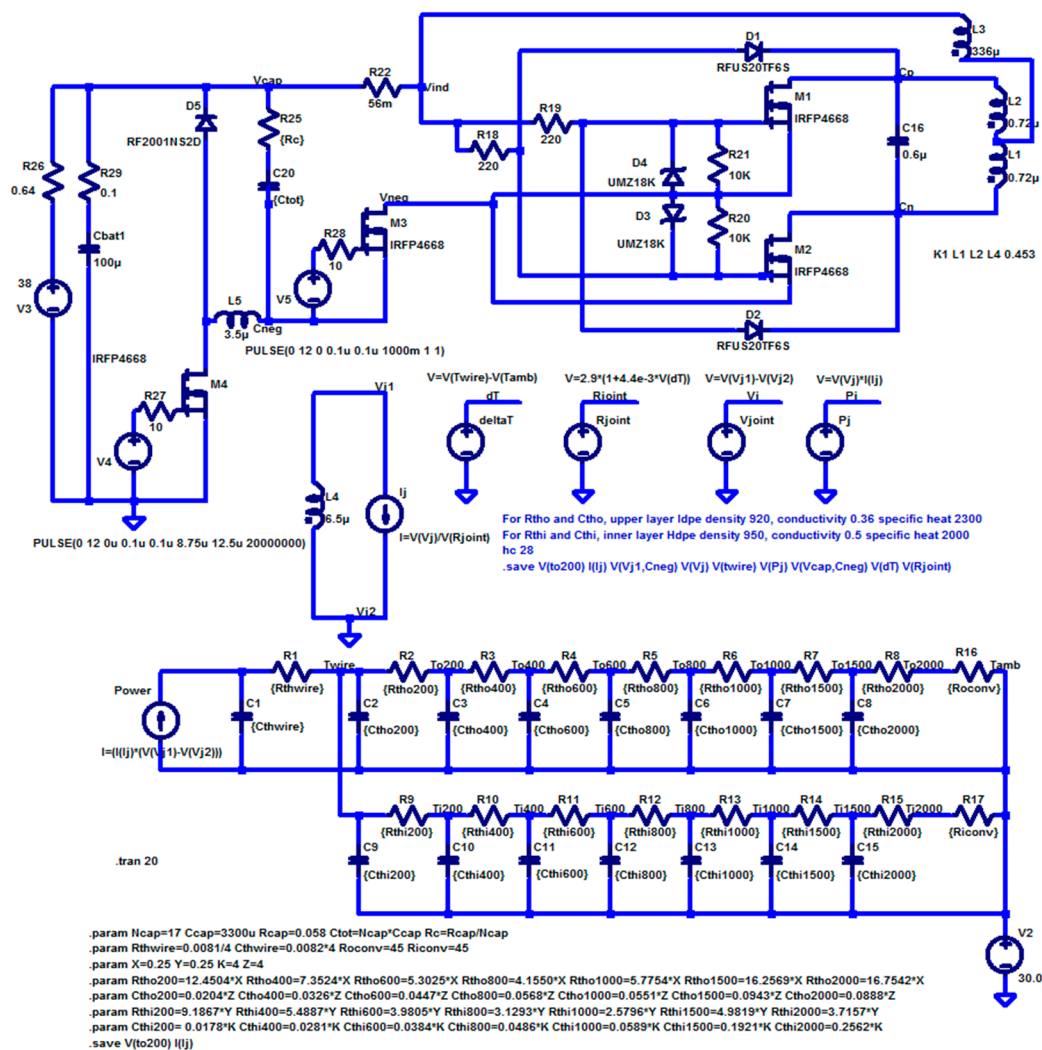 L3
336µ
D1
RFUS20TF6S
R22
56m
Vcap
Vind
Cp
M1
IRFP4668
L2
0.72µ
D5
RF2001NS2D
R25
{Rc}
R19
220
R18
220
C16
0.6µ
R26
0.64
R29
0.1
D4
UMZ18K
R21
10K
L1
0.72µ
C20
{Ctot}
Vneg
M3
IRFP4668
D3
UMZ18K
R20
10K
Cn
Cbat1
100µ
R28
10
M2
IRFP4668
K1 L1 L2 L4 0.453
38
V3
V5
L5
3.5µ
Cneg
D2
RFUS20TF6S
PULSE(0 12 0 0.1u 0.1u 1000m 1 1)
IRFP4668
M4
R27
10
V4
Vj1
V=V(Twire)-V(Tamb)
dT
deltaT
V=2.9*(1+4.4e-3*V(dT))
Rjoint
Rjoint
V=V(Vj1)-V(Vj2)
Vj
Vjoint
V=V(Vj)*I(Ij)
Pj
Pj
L4
6.5µ
Ij
I=V(Vj)/V(Rjoint)
Vj2
PULSE(0 12 0u 0.1u 0.1u 8.75u 12.5u 20000000)
For Rtho and Ctho, upper layer ldpe density 920, conductivity 0.36 specific heat 2300
For Rthi and Cthi, inner layer Hdpe density 950, conductivity 0.5 specific heat 2000
hc 28
.save V(to200) I(Ij) V(Vj1,Cneg) V(Vj) V(twire) V(Pj) V(Vcap,Cneg) V(dT) V(Rjoint)
R1
{Rthwire}
Twire
R2
{Rtho200}
To200
R3
{Rtho400}
To400
R4
{Rtho600}
To600
R5
{Rtho800}
To800
R6
{Rtho1000}
To1000
R7
{Rtho1500}
To1500
R8
{Rtho2000}
To2000
R16
{Roconv}
Tamb
Power
I=(I(Ij)*(V(Vj1)-V(Vj2)))
C1
{Cthwire}
C2
{Ctho200}
C3
{Ctho400}
C4
{Ctho600}
C5
{Ctho800}
C6
{Ctho1000}
C7
{Ctho1500}
C8
{Ctho2000}
R9
{Rthi200}
Ti200
R10
{Rthi400}
Ti400
R11
{Rthi600}
Ti600
R12
{Rthi800}
Ti800
R13
{Rthi1000}
Ti1000
R14
{Rthi1500}
Ti1500
R15
{Rthi2000}
Ti2000
R17
{Riconv}
C9
{Cthi200}
C10
{Cthi400}
C11
{Cthi600}
C12
{Cthi800}
C13
{Cthi1000}
C14
{Cthi1500}
C15
{Cthi2000}
.tran 20
V2
30.0
.param Ncap=17 Ccap=3300u Rcap=0.058 Ctot=Ncap*Ccap Rc=Rcap/Ncap
.param Rthwire=0.0081/4 Cthwire=0.0082*4 Roconv=45 Riconv=45
.param X=0.25 Y=0.25 K=4 Z=4
.param Rtho200=12.4504*X Rtho400=7.3524*X Rtho600=5.3025*X Rtho800=4.1550*X Rtho1000=5.7754*X Rtho1500=16.2569*X Rtho2000=16.7542*X
.param Ctho200=0.0204*Z Ctho400=0.0326*Z Ctho600=0.0447*Z Ctho800=0.0568*Z Ctho1000=0.0551*Z Ctho1500=0.0943*Z Ctho2000=0.0888*Z
.param Rthi200=9.1867*Y Rthi400=5.4887*Y Rthi600=3.9805*Y Rthi800=3.1293*Y Rthi1000=2.5796*Y Rthi1500=4.9819*Y Rthi2000=3.7157*Y
.param Cthi200= 0.0178*K Cthi400=0.0281*K Cthi600=0.0384*K Cthi800=0.0486*K Cthi1000=0.0589*K Cthi1500=0.1921*K Cthi2000=0.2562*K
.save V(to200) I(Ij)